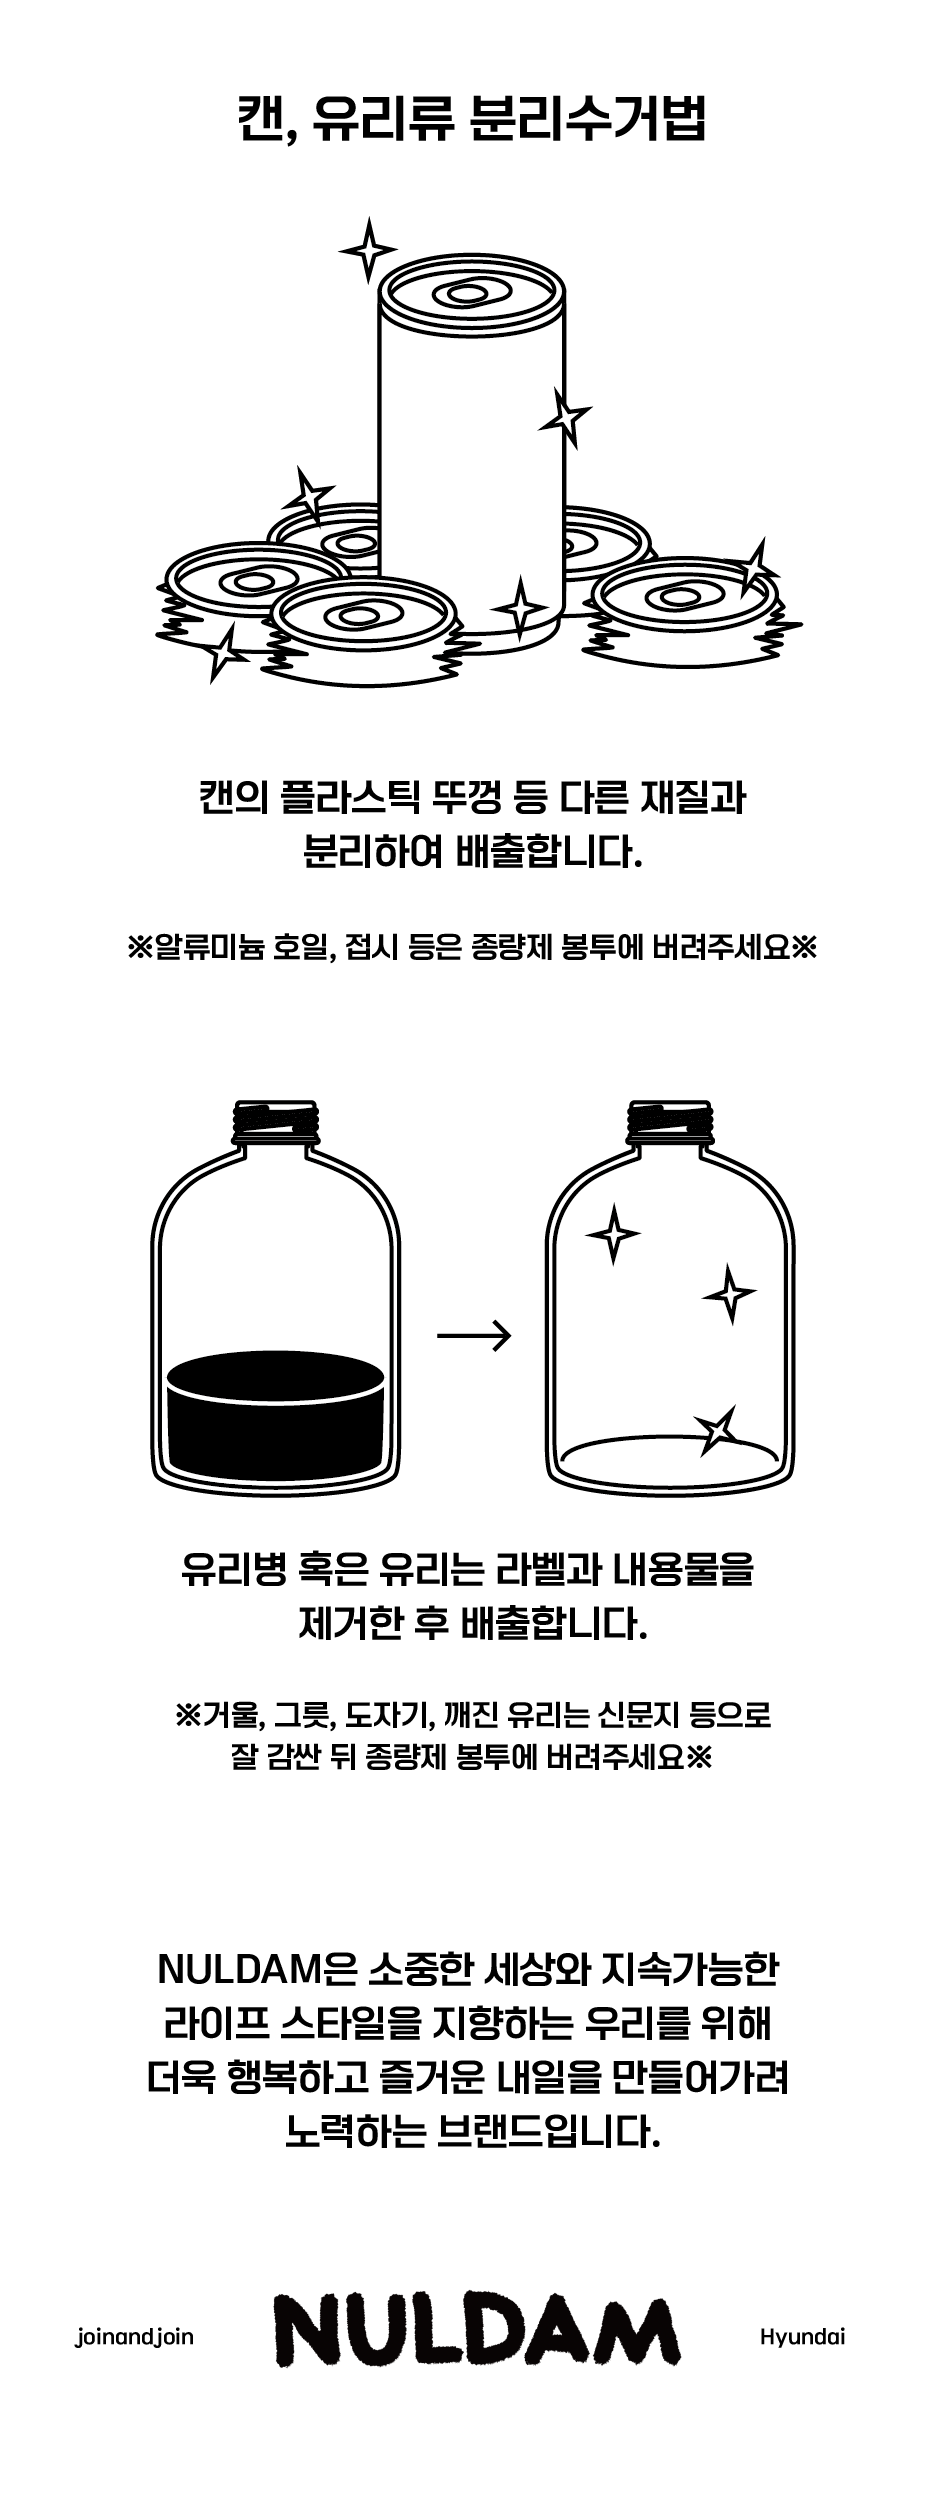 캔, 유리류 분리수거법
캔의 플라스틱 뚜껑 등 다른 재질과
분리하여 배출합니다.
※알류미늄 호일, 접시 등은 종량제 봉투에 버려주세요※
유리병 혹은 유리는 라벨과 내용물을
제거한 후 배출합니다.
※거울, 그릇, 도자기, 깨진 유리는 신문지 등으로
잘 감싼 뒤 종량제 봉투에 버려주세요※
NULDAM은 소중한 세상와 지속가능한
라이프 스타일을 지향하는 우리를 위해
더욱 행복하고 즐거운 내일을 만들어가려
노력하는 브랜드입니다.
joinandjoin NULDAM Hyundai